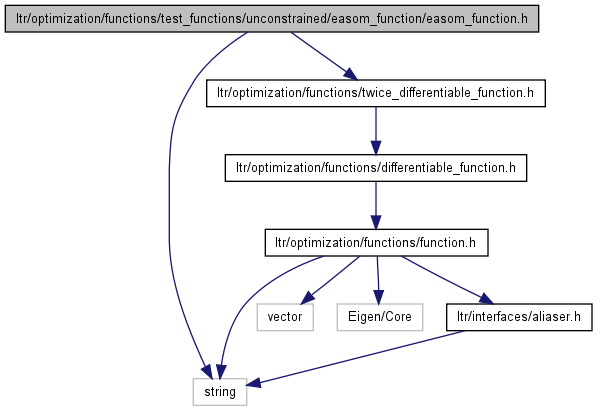 ltr/optimization/functions/test_functions/unconstrained/easom_function/easom_function.h
ltr/optimization/functions/twice_differentiable_function.h
ltr/optimization/functions/differentiable_function.h
ltr/optimization/functions/function.h
vector
Eigen/Core
ltr/interfaces/aliaser.h
string